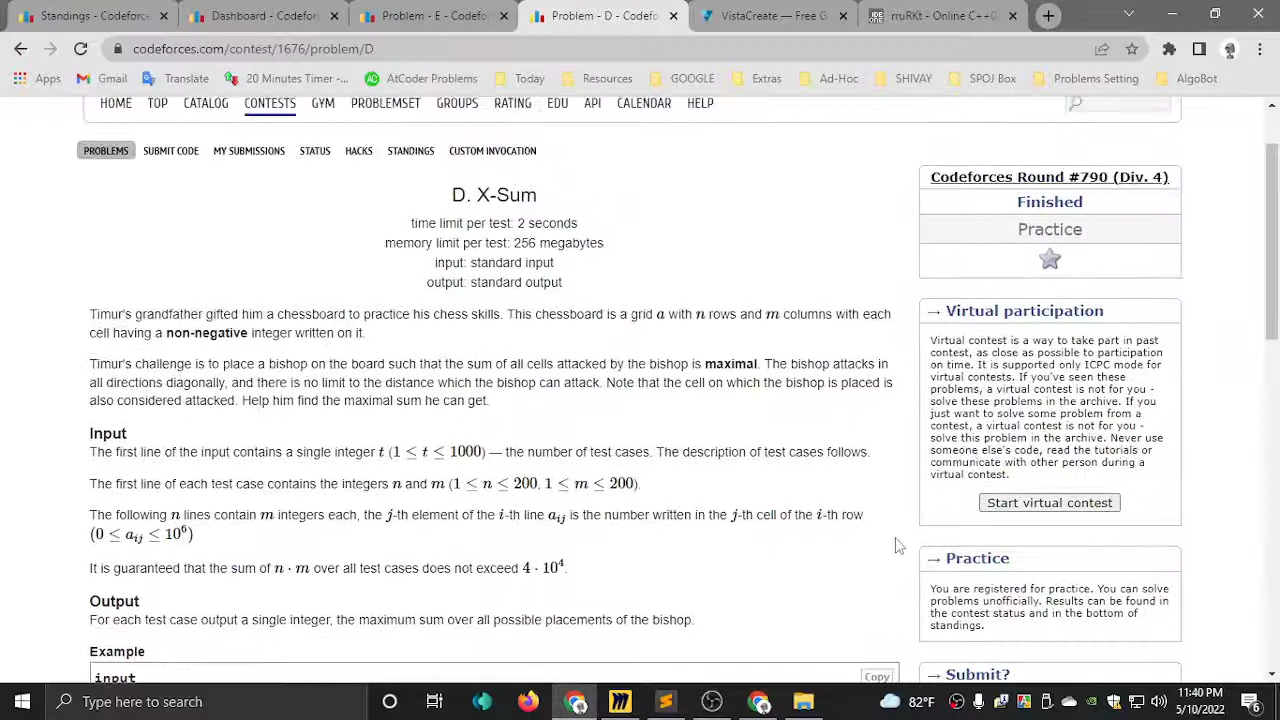 Standings - Codeforces
Dashboard - Codefor
Problem - E - Codefo
Problem - D - Codefo
VistaCreate — Free G
rruRKt - Online C++0
codeforces.com/contest/1676/problem/D
Apps
Gmail
Translate
20 Minutes Timer -...
AtCoder Problems
Today
Resources
GOOGLE
Extras
Ad-Hoc
SHIVAY
SPOJ Box
Problems Setting
AlgoBot
HOME TOP CATALOG CONTESTS GYM PROBLEMSET GROUPS RATING EDU API CALENDAR HELP
PROBLEMS SUBMIT CODE MY SUBMISSIONS STATUS HACKS STANDINGS CUSTOM INVOCATION
D. X-Sum
time limit per test: 2 seconds
memory limit per test: 256 megabytes
input: standard input
output: standard output
Timur's grandfather gifted him a chessboard to practice his chess skills. This chessboard is a grid a with n rows and m columns with each
cell having a non-negative integer written on it.
Timur's challenge is to place a bishop on the board such that the sum of all cells attacked by the bishop is maximal. The bishop attacks in
all directions diagonally, and there is no limit to the distance which the bishop can attack. Note that the cell on which the bishop is placed is
also considered attacked. Help him find the maximal sum he can get.
Input
The first line of the input contains a single integer t (1 ≤ t ≤ 1000) — the number of test cases. The description of test cases follows.
The first line of each test case contains the integers n and m (1 ≤ n ≤ 200, 1 ≤ m ≤ 200).
The following n lines contain m integers each, the j-th element of the i-th line aij is the number written in the j-th cell of the i-th row
(0 ≤ aij ≤ 10^6)
It is guaranteed that the sum of n · m over all test cases does not exceed 4 · 10^4.
Output
For each test case output a single integer, the maximum sum over all possible placements of the bishop.
Example
input
Copy
Codeforces Round #790 (Div. 4)
Finished
Practice
→ Virtual participation
Virtual contest is a way to take part in past
contest, as close as possible to participation
on time. It is supported only ICPC mode for
virtual contests. If you've seen these
problems, a virtual contest is not for you -
solve these problems in the archive. If you
just want to solve some problem from a
contest, a virtual contest is not for you -
solve this problem in the archive. Never use
someone else's code, read the tutorials or
communicate with other person during a
virtual contest.
Start virtual contest
→ Practice
You are registered for practice. You can solve
problems unofficially. Results can be found in
the contest status and in the bottom of
standings.
→ Submit?
Type here to search
82°F
11:40 PM
5/10/2022
6